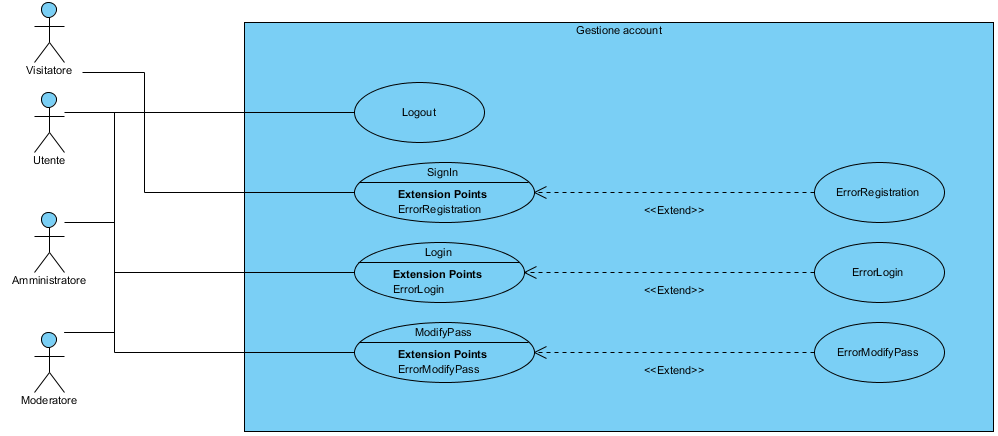 Gestione account
Visitatore
Utente
Amministratore
Moderatore
Logout
SignIn
Extension Points
ErrorRegistration
<<Extend>>
ErrorRegistration
Login
Extension Points
ErrorLogin
<<Extend>>
ErrorLogin
ModifyPass
Extension Points
ErrorModifyPass
<<Extend>>
ErrorModifyPass